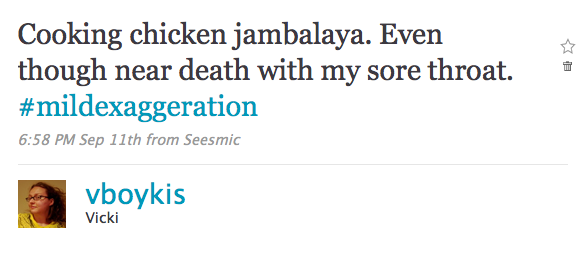 Cooking chicken jambalaya. Even
though near death with my sore throat.
#mildexaggeration
6:58 PM Sep 11th from Seesmic
vboykis
Vicki